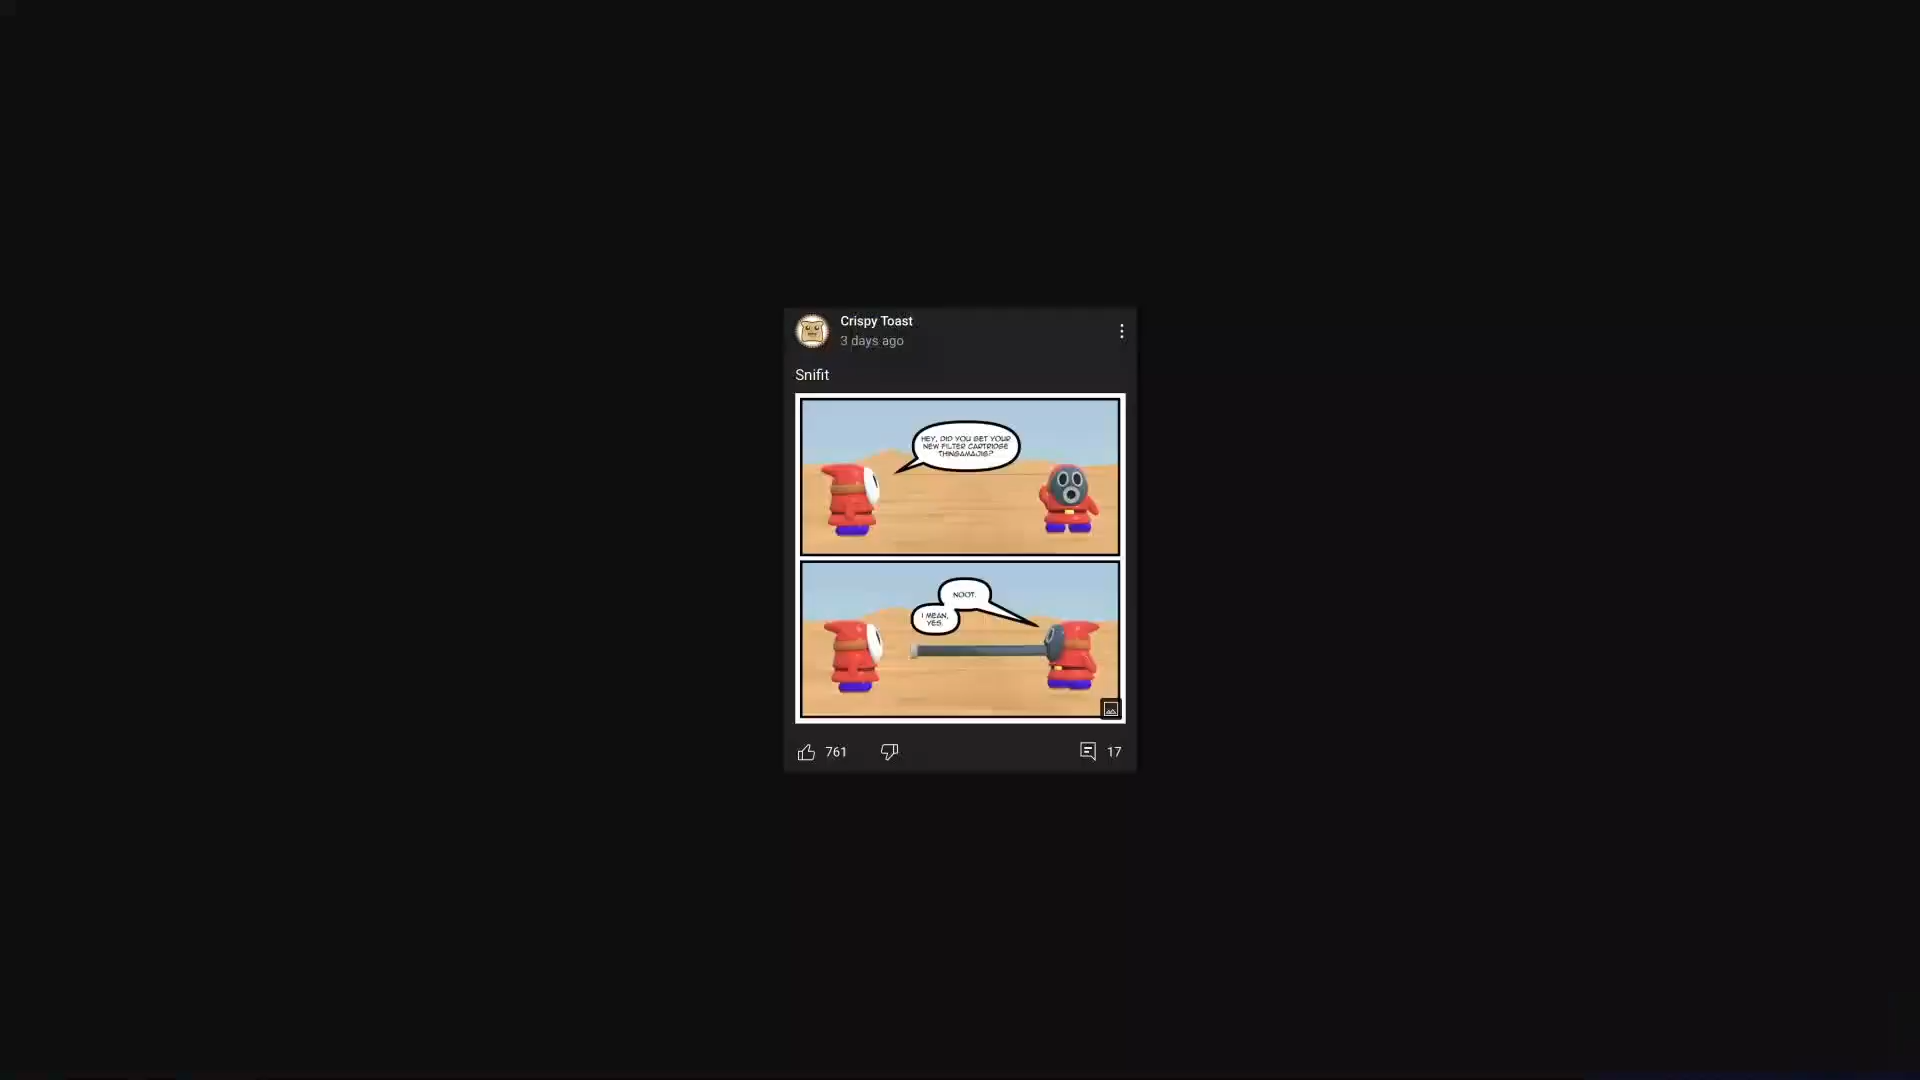 Crispy Toast
3 days ago
Snifit
HEY, DID YOU GET YOUR
NEW FILTER CARTRIDGE
THINGAMAJIG?
NOOT.
I MEAN,
YES.
761
17